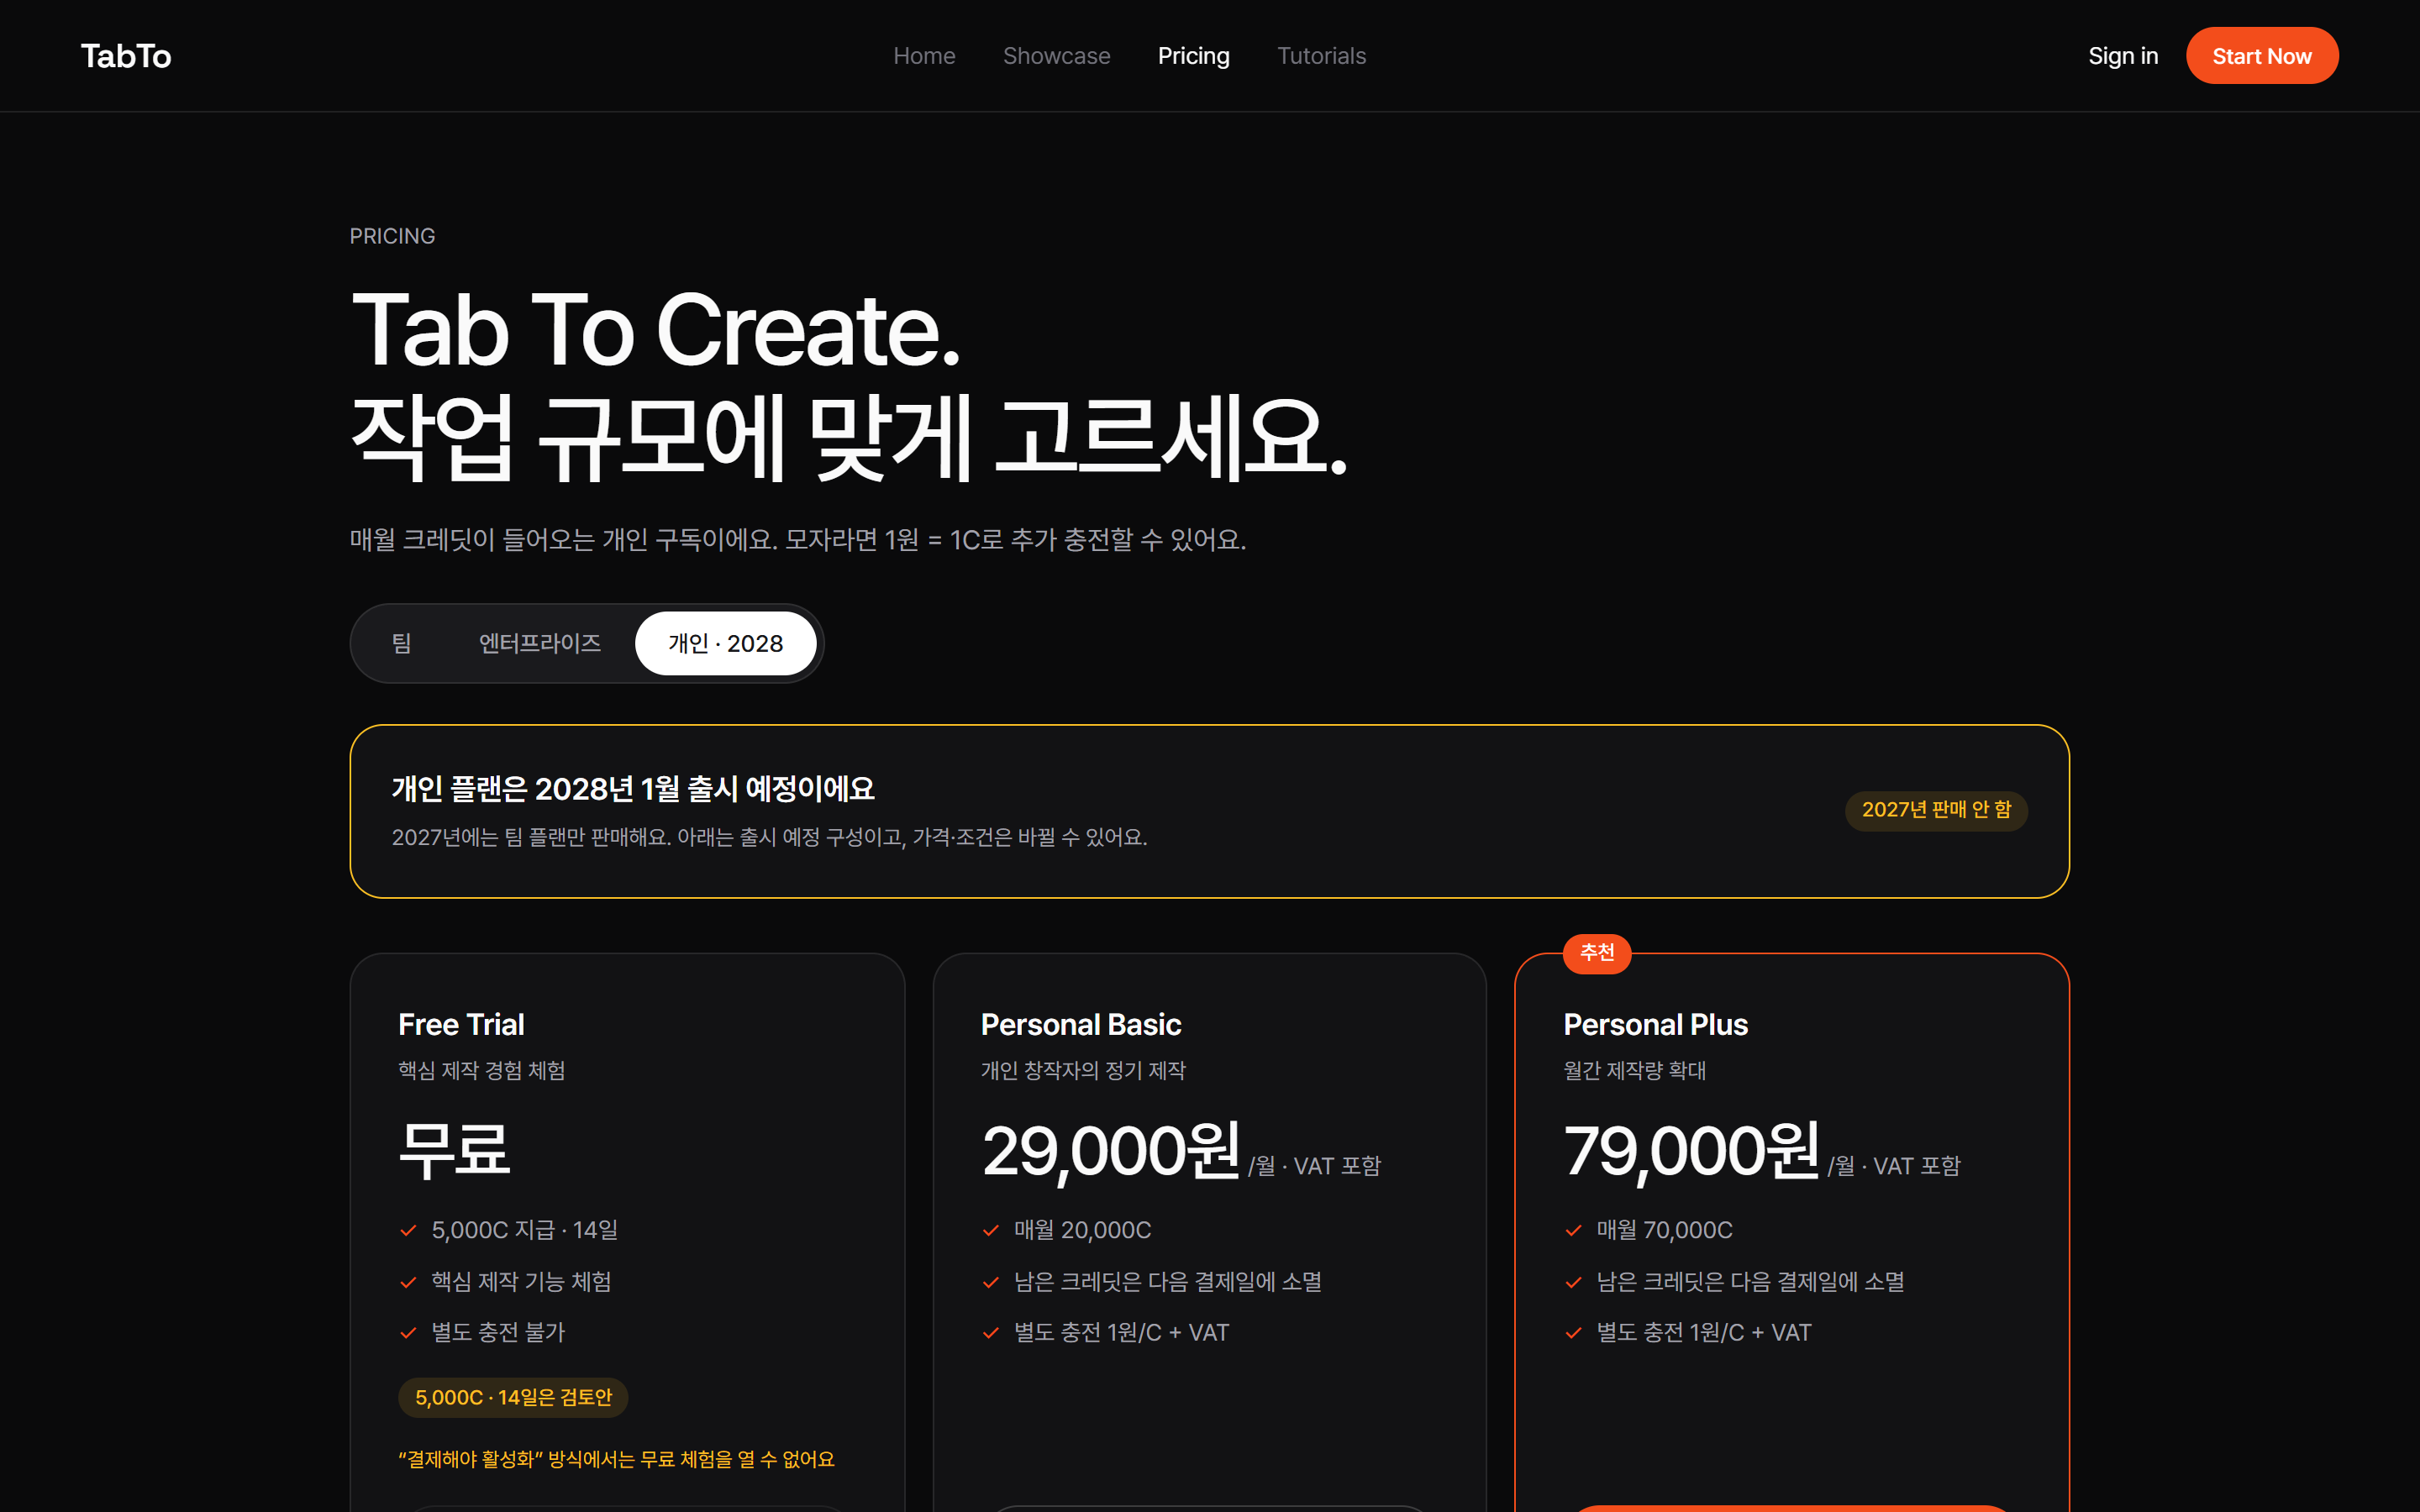 TabTo
Home
Showcase
Pricing
Tutorials
Sign in
Start Now
PRICING
Tab To Create.
작업 규모에 맞게 고르세요.
매월 크레딧이 들어오는 개인 구독이에요. 모자라면 1원 = 1C로 추가 충전할 수 있어요.
팀
엔터프라이즈
개인 · 2028
개인 플랜은 2028년 1월 출시 예정이에요
2027년에는 팀 플랜만 판매해요. 아래는 출시 예정 구성이고, 가격·조건은 바뀔 수 있어요.
2027년 판매 안 함
Free Trial
핵심 제작 경험 체험
무료
5,000C 지급 · 14일
핵심 제작 기능 체험
별도 충전 불가
5,000C · 14일은 검토안
“결제해야 활성화” 방식에서는 무료 체험을 열 수 없어요
Personal Basic
개인 창작자의 정기 제작
29,000원 /월 · VAT 포함
매월 20,000C
남은 크레딧은 다음 결제일에 소멸
별도 충전 1원/C + VAT
추천
Personal Plus
월간 제작량 확대
79,000원 /월 · VAT 포함
매월 70,000C
남은 크레딧은 다음 결제일에 소멸
별도 충전 1원/C + VAT